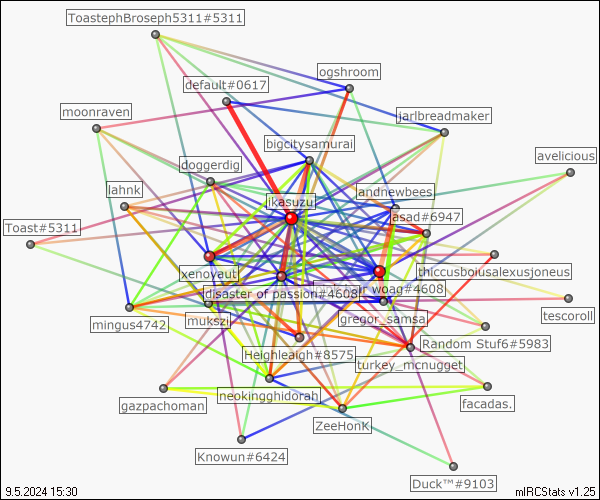 ToastephBroseph5311#5311
ogshroom
default#0617
moonraven
jarlbreadmaker
bigcitysamurai
avelicious
doggerdig
lahnk
jandnewbees
ikasuzu
asad#6947
Toast#5311
xenoyaut
thiccusboiusalexusjoneus
disaster of passion#4608
woag#4608
tescoroll
mukszi
gregor_samsa
mingus4742
Random Stuf6#5983
Heighleigh#8575
turkey_mcnugget
gazpachoman
neokingghidorah
facadas.
ZeeHonK
Knowun#6424
Duck™#9103
9.5.2024 15:30
mIRCStats v1.25